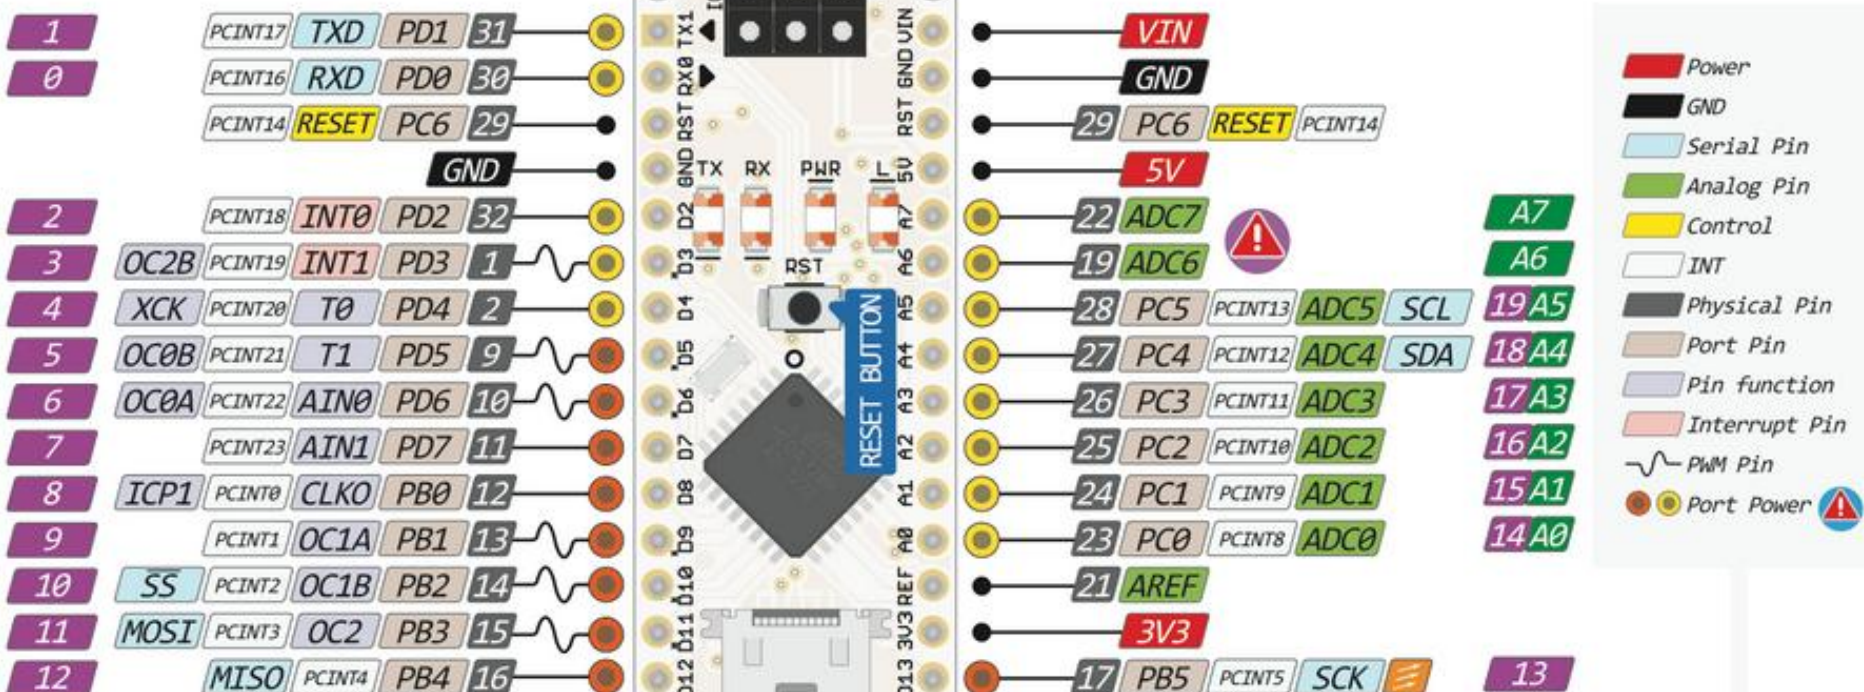 1 PCINT17 TXD PD1 31 TX1 VIN VIN
0 PCINT16 RXD PD0 30 RX0 GND GND
PCINT14 RESET PC6 29 RST RST 29 PC6 RESET PCINT14
GND GND 5V 5V
TX RX PWR L
2 PCINT18 INT0 PD2 32 D2 A7 22 ADC7 A7
3 OC2B PCINT19 INT1 PD3 1 D3 A6 19 ADC6 A6
RST
4 XCK PCINT20 T0 PD4 2 D4 A5 28 PC5 PCINT13 ADC5 SCL 19 A5
RESET BUTTON
5 OC0B PCINT21 T1 PD5 9 D5 A4 27 PC4 PCINT12 ADC4 SDA 18 A4
6 OC0A PCINT22 AIN0 PD6 10 D6 A3 26 PC3 PCINT11 ADC3 17 A3
7 PCINT23 AIN1 PD7 11 D7 A2 25 PC2 PCINT10 ADC2 16 A2
8 ICP1 PCINT0 CLKO PB0 12 D8 A1 24 PC1 PCINT9 ADC1 15 A1
9 PCINT1 OC1A PB1 13 D9 A0 23 PC0 PCINT8 ADC0 14 A0
10 SS PCINT2 OC1B PB2 14 D10 REF 21 AREF
11 MOSI PCINT3 OC2 PB3 15 D11 3V3 3V3
12 MISO PCINT4 PB4 16 D12 D13 17 PB5 PCINT5 SCK 13
Power
GND
Serial Pin
Analog Pin
Control
INT
Physical Pin
Port Pin
Pin function
Interrupt Pin
PWM Pin
Port Power